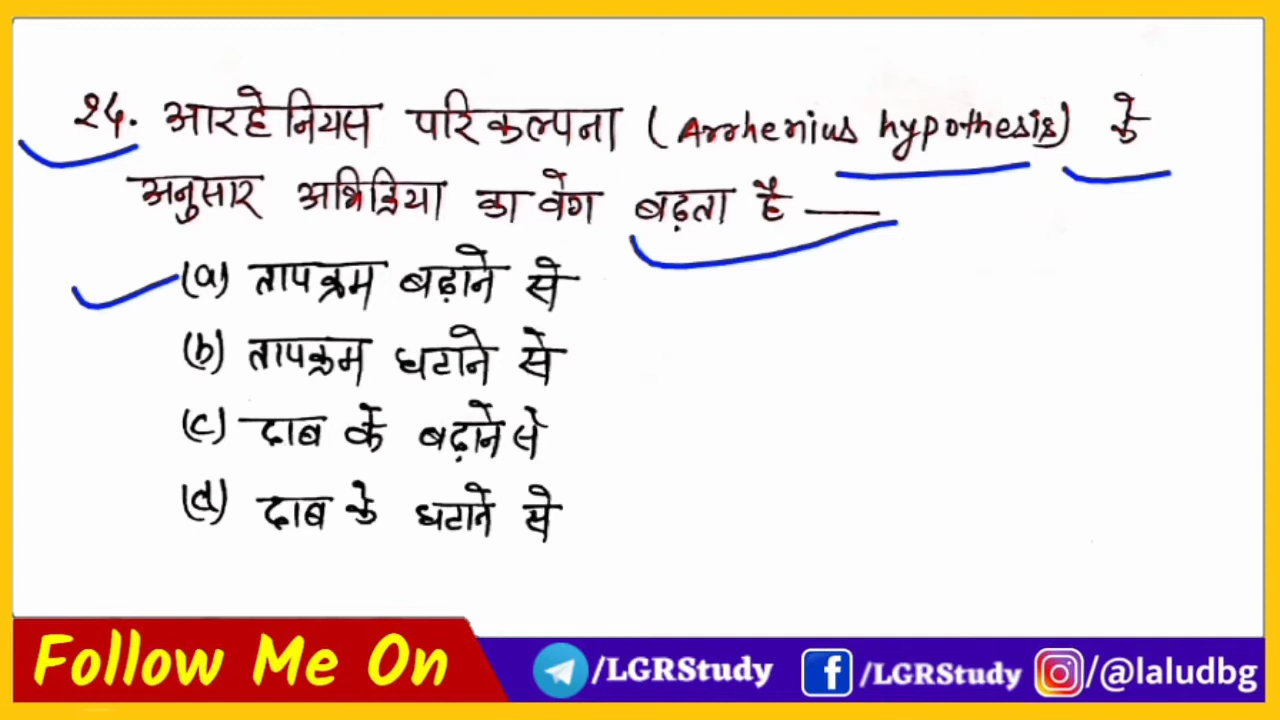 २५. आरहेनियस परिकल्पना (Arrhenius hypothesis) के
अनुसार अभिक्रिया का वेग बढ़ता है —
(a) तापक्रम बढ़ाने से
(b) तापक्रम घटाने से
(c) दाब के बढ़ाने से
(d) दाब के घटाने से
Follow Me On
/LGRStudy
/LGRStudy
/@laludbg